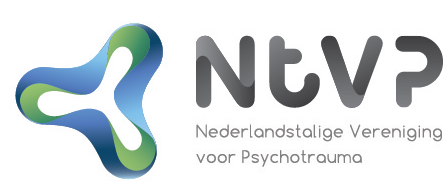 NtVP
Nederlandstalige Vereniging
voor Psychotrauma